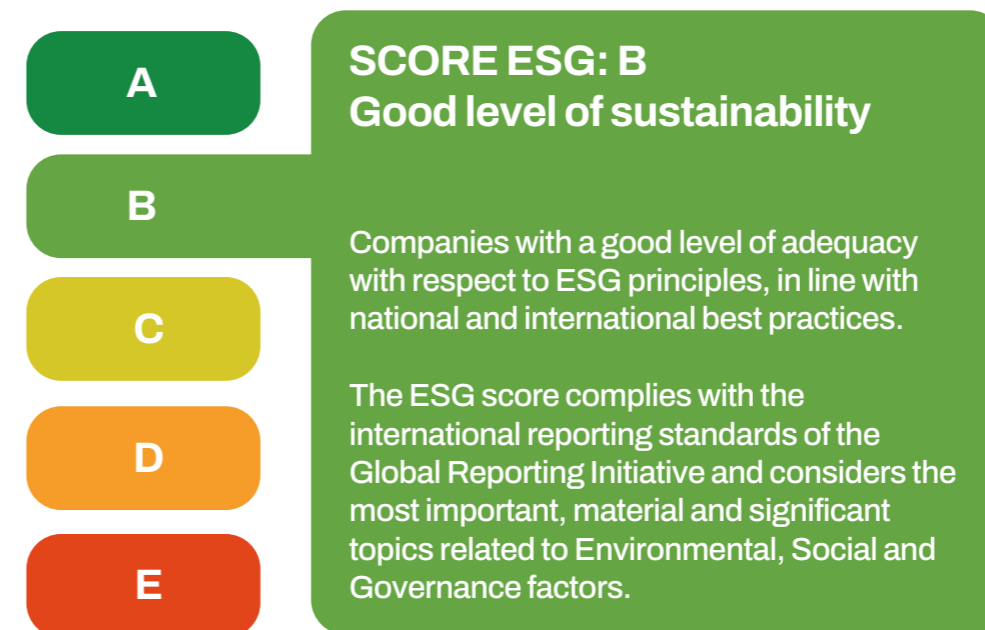 A
B
C
D
E
SCORE ESG: B
Good level of sustainability
Companies with a good level of adequacy
with respect to ESG principles, in line with
national and international best practices.
The ESG score complies with the
international reporting standards of the
Global Reporting Initiative and considers the
most important, material and significant
topics related to Environmental, Social and
Governance factors.